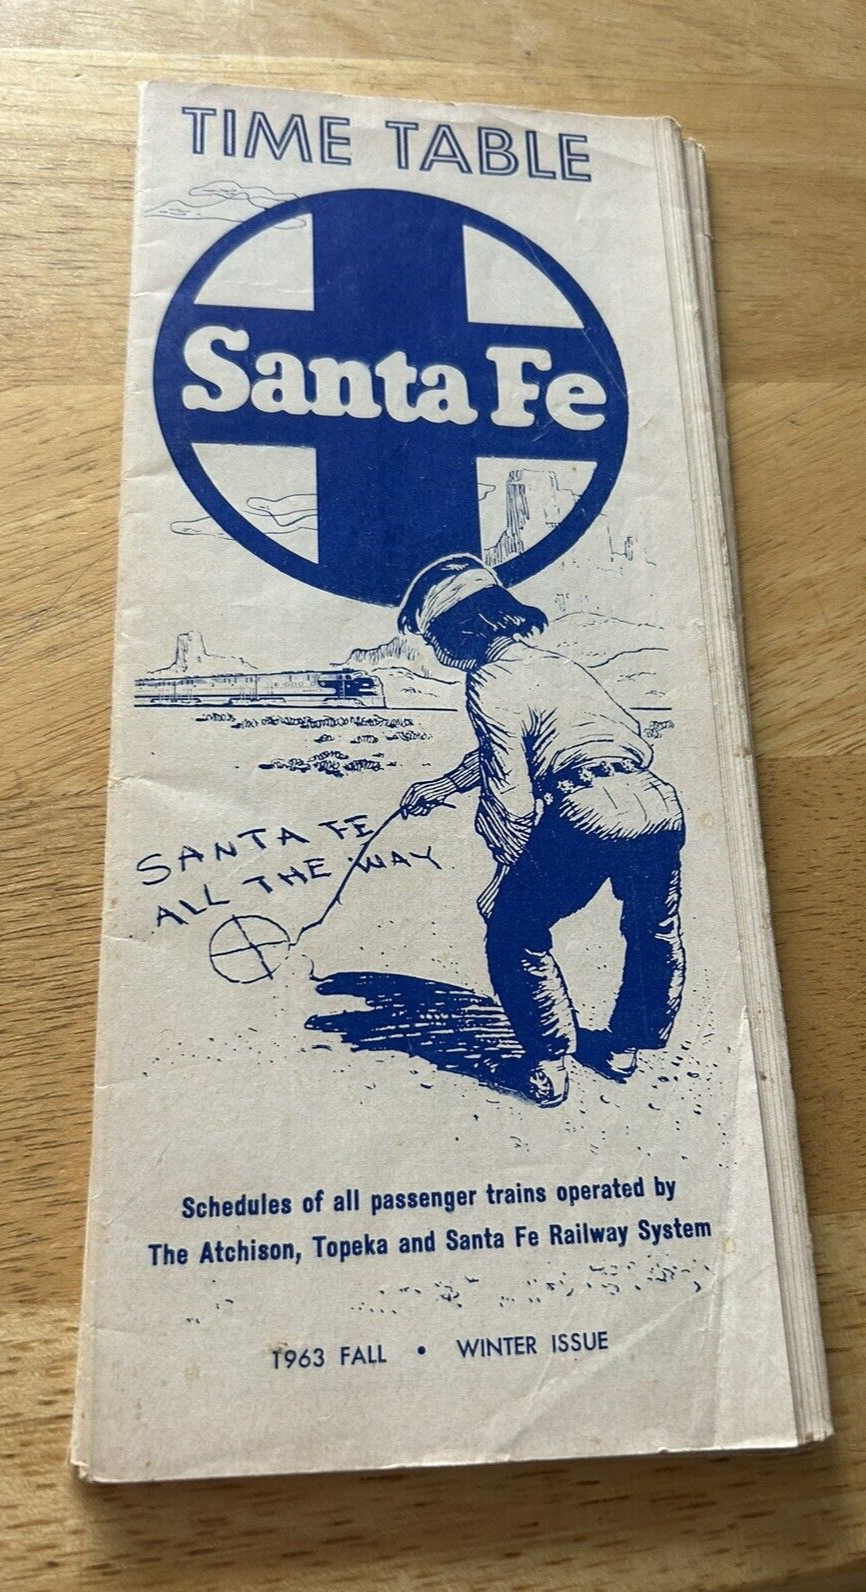 TIME TABLE
Santa Fe
SANTA FE
ALL THE WAY
Schedules of all passenger trains operated by
The Atchison, Topeka and Santa Fe Railway System
1963 FALL • WINTER ISSUE